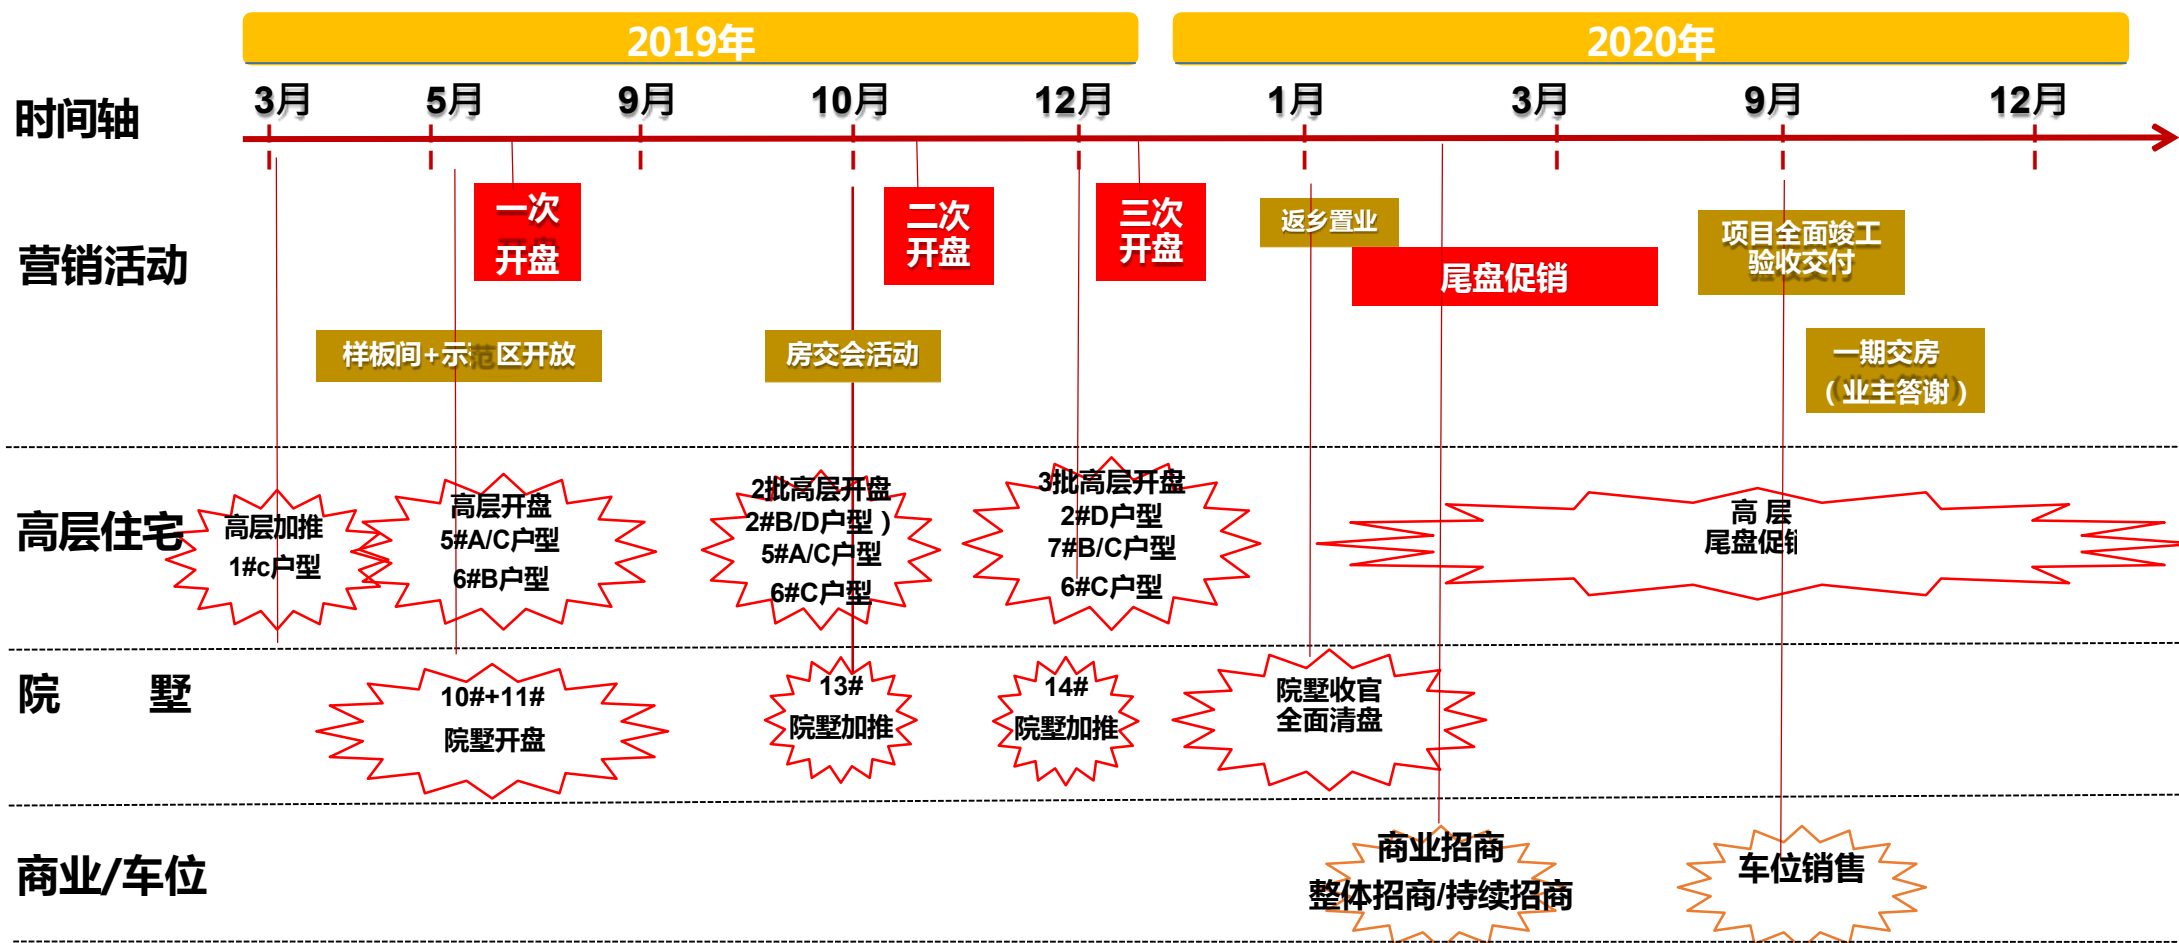 2019年
2020年
时间轴
3月
5月
9月
10月
12月
1月
3月
9月
12月
营销活动
一次
开盘
二次
开盘
三次
开盘
返乡置业
尾盘促销
项目全面竣工
验收交付
样板间+示范区开放
房交会活动
一期交房
（业主答谢）
高层住宅
高层加推
1#c户型
高层开盘
5#A/C户型
6#B户型
2批高层开盘
2#B/D户型）
5#A/C户型
6#C户型
3批高层开盘
2#D户型
7#B/C户型
6#C户型
高 层
尾盘促销
院 墅
10#+11#
院墅开盘
13#
院墅加推
14#
院墅加推
院墅收官
全面清盘
商业/车位
商业招商
整体招商/持续招商
车位销售